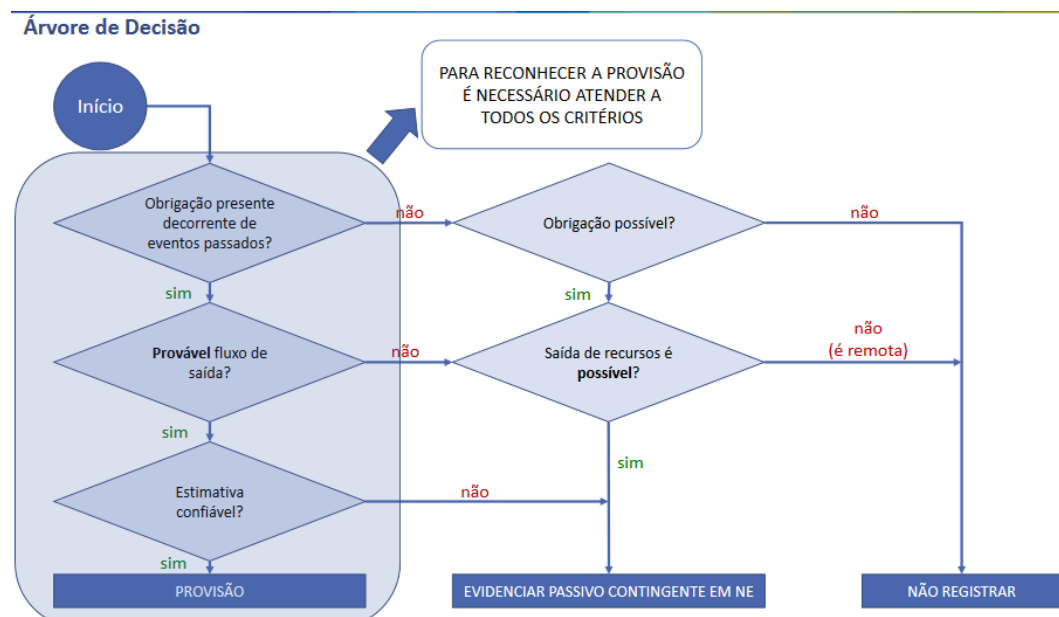 Árvore de Decisão
Início
PARA RECONHECER A PROVISÃO
É NECESSÁRIO ATENDER A
TODOS OS CRITÉRIOS
Obrigação presente
decorrente de
eventos passados?
não
Obrigação possível?
não
sim
sim
Provável fluxo de
saída?
não
Saída de recursos é
possível?
não
(é remota)
sim
sim
Estimativa
confiável?
não
sim
PROVISÃO
EVIDENCIAR PASSIVO CONTINGENTE EM NE
NÃO REGISTRAR